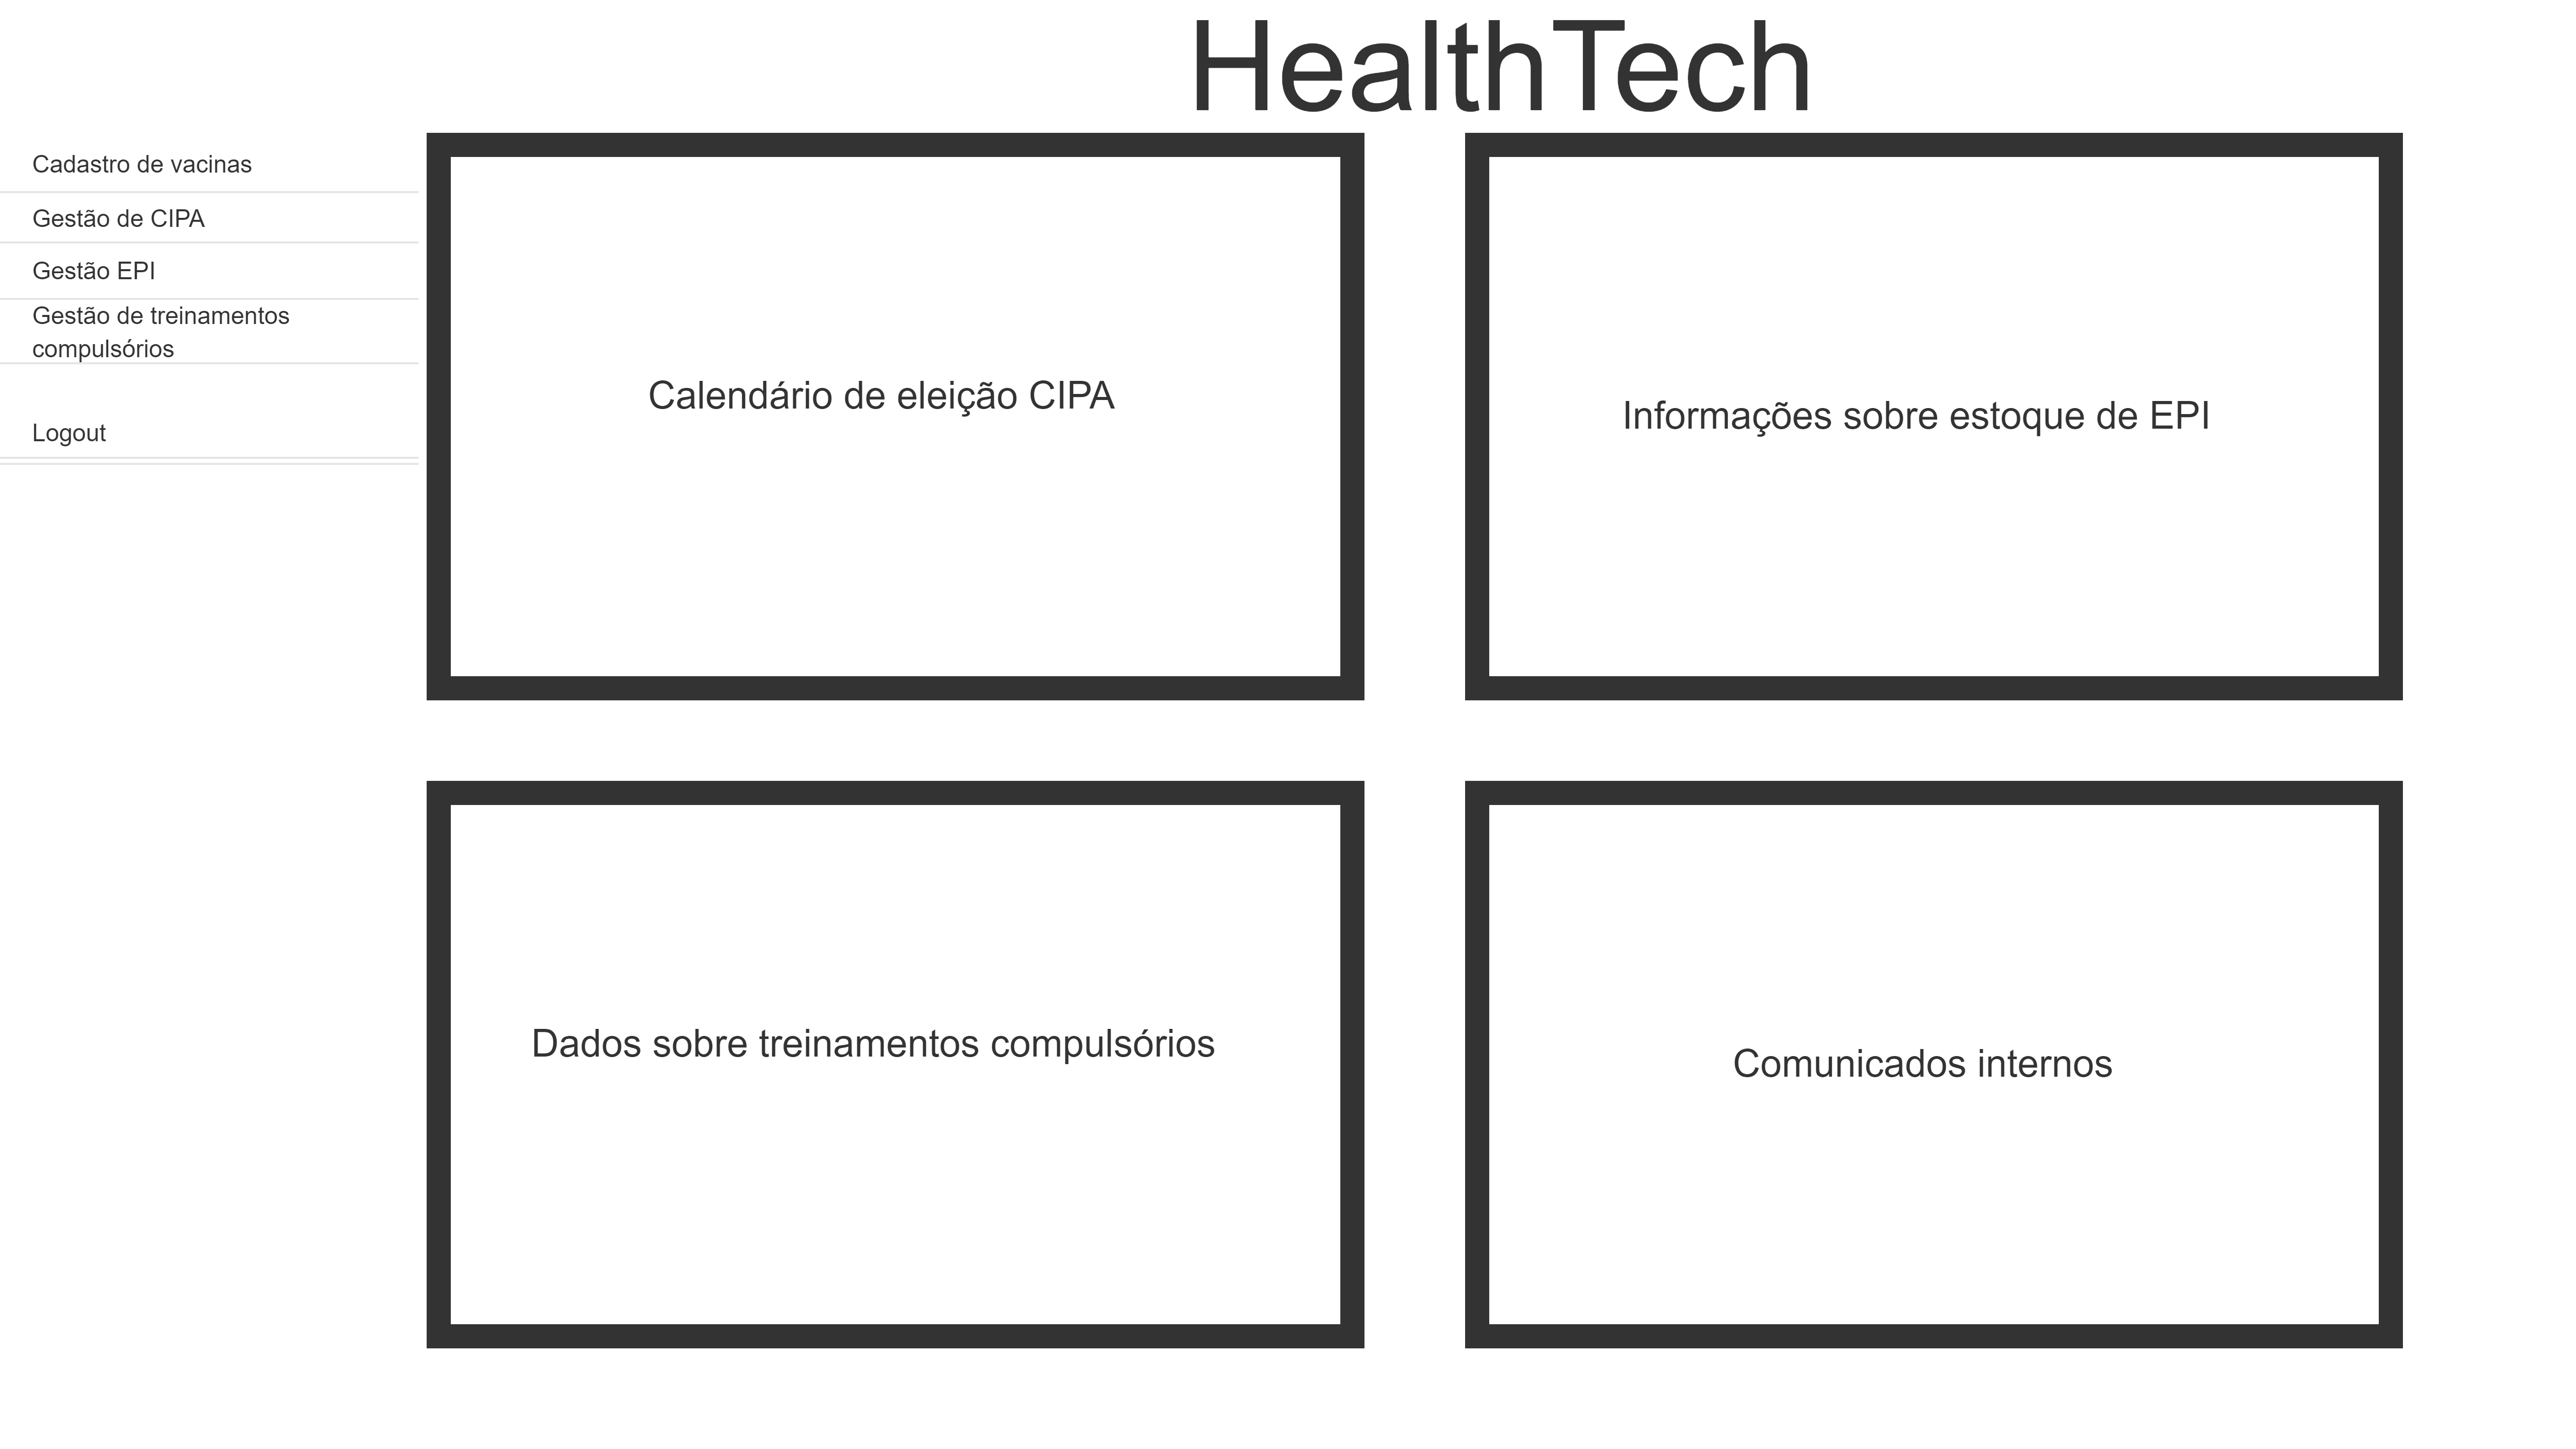 HealthTech
Cadastro de vacinas
Gestão de CIPA
Gestão EPI
Gestão de treinamentos
compulsórios
Logout
Calendário de eleição CIPA
Informações sobre estoque de EPI
Dados sobre treinamentos compulsórios
Comunicados internos